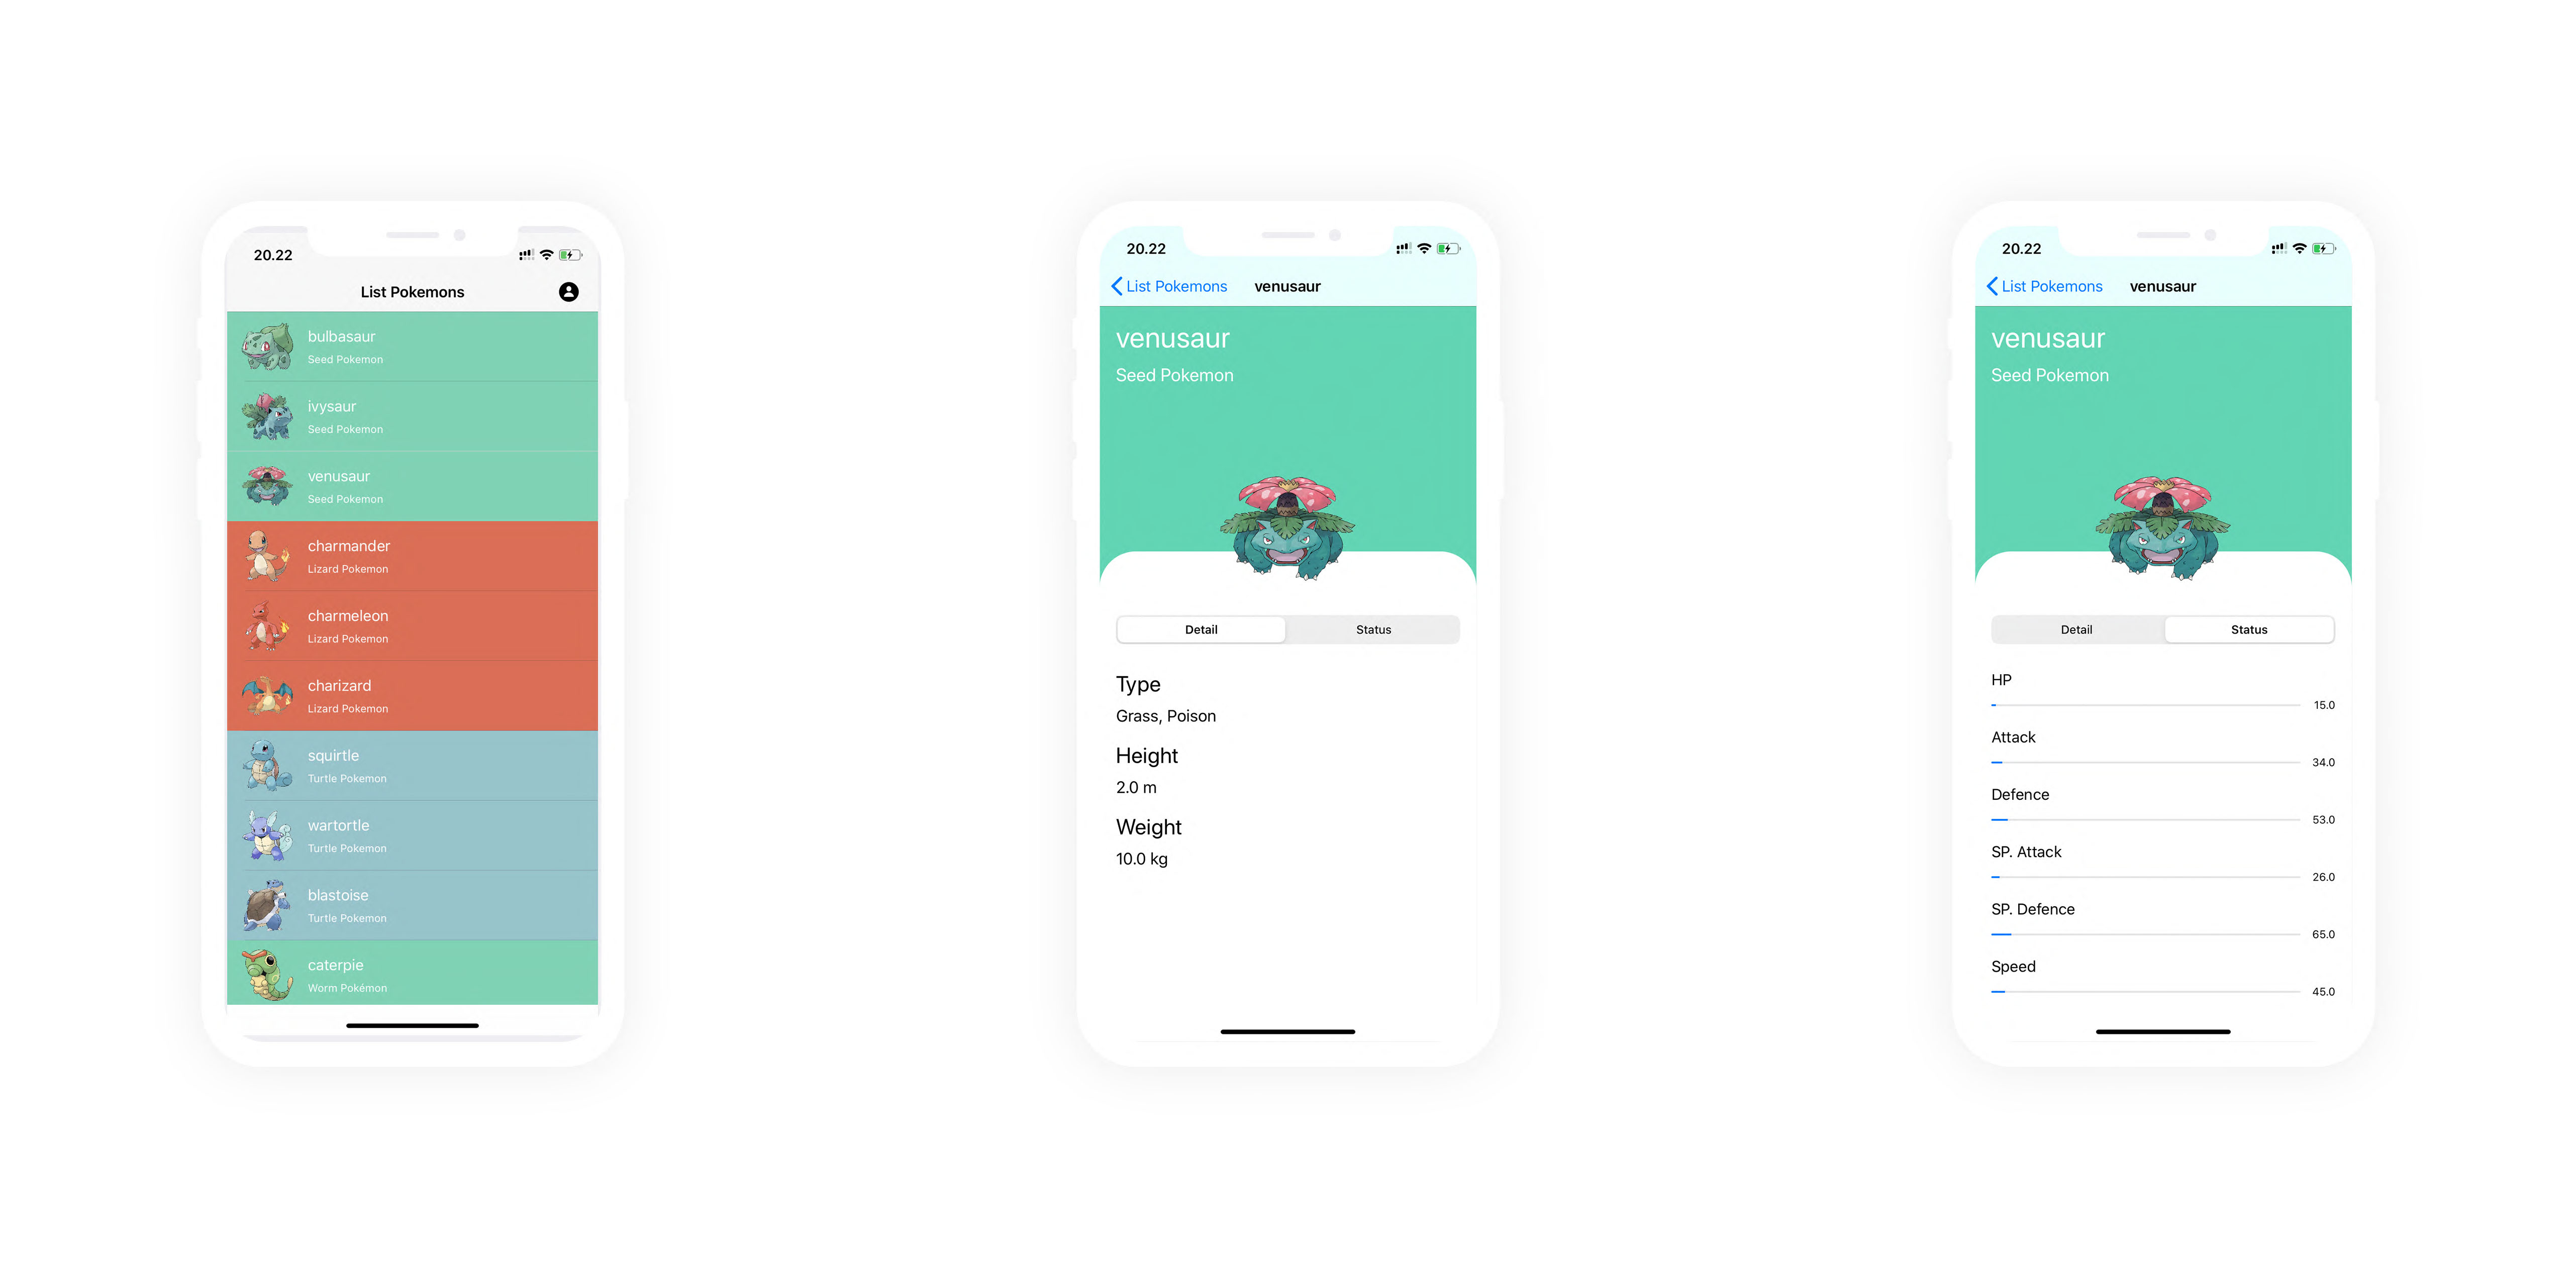 20.22
List Pokemons
bulbasaur
Seed Pokemon
ivysaur
Seed Pokemon
venusaur
Seed Pokemon
charmander
Lizard Pokemon
charmeleon
Lizard Pokemon
charizard
Lizard Pokemon
squirtle
Turtle Pokemon
wartortle
Turtle Pokemon
blastoise
Turtle Pokemon
caterpie
Worm Pokémon
20.22
List Pokemons venusaur
venusaur
Seed Pokemon
Detail Status
Type
Grass, Poison
Height
2.0 m
Weight
10.0 kg
20.22
List Pokemons venusaur
venusaur
Seed Pokemon
Detail Status
HP
15.0
Attack
34.0
Defence
53.0
SP. Attack
26.0
SP. Defence
65.0
Speed
45.0